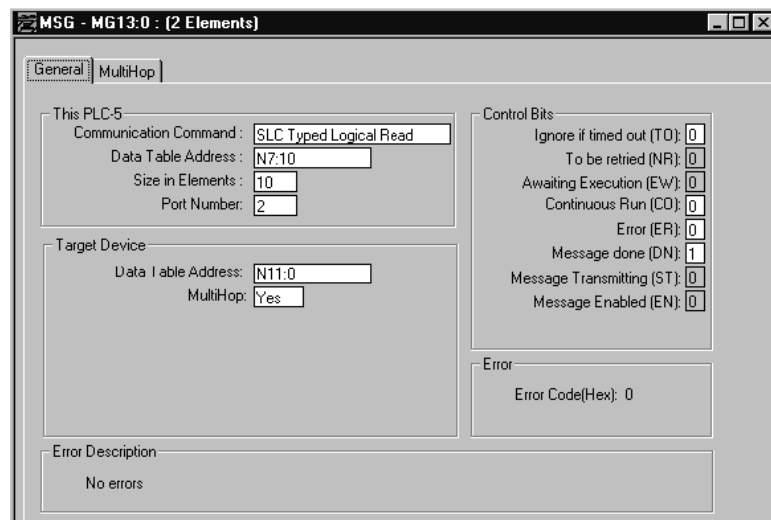 MSG - MG13:0 : (2 Elements)
General MultiHop
This PLC-5
Communication Command : SLC Typed Logical Read
Data Table Address : N7:10
Size in Elements : 10
Port Number: 2
Target Device
Data Table Address: N11:0
MultiHop: Yes
Control Bits
Ignore if timed out (TO): 0
To be retried (NR): 0
Awaiting Execution (EW): 0
Continuous Run (CO): 0
Error (ER): 0
Message done (DN): 1
Message Transmitting (ST): 0
Message Enabled (EN): 0
Error
Error Code(Hex): 0
Error Description
No errors